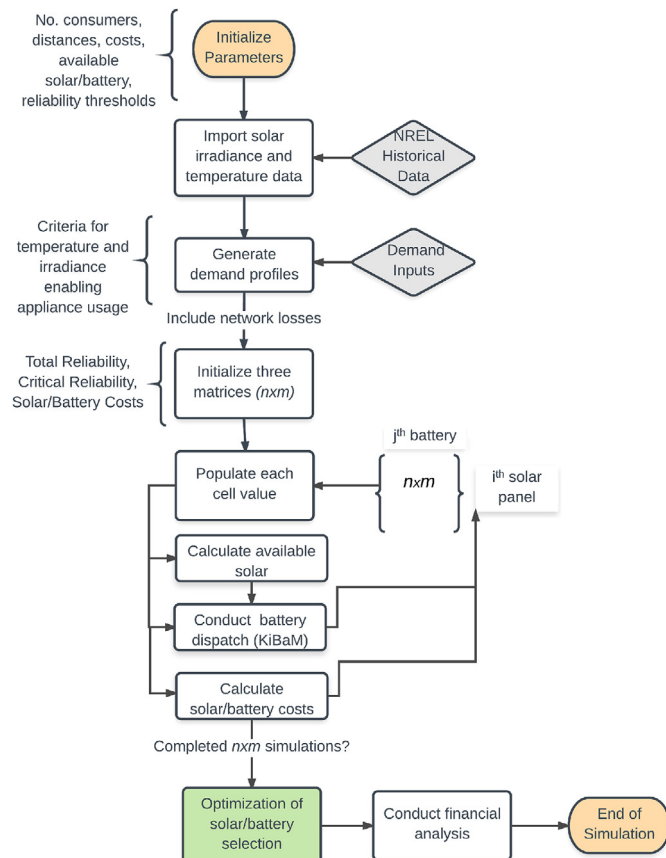 No. consumers,
distances, costs,
available
solar/battery,
reliability thresholds
Initialize
Parameters
Import solar
irradiance and
temperature data
NREL
Historical
Data
Criteria for
temperature and
irradiance
enabling
appliance usage
Generate
demand profiles
Demand
Inputs
Include network losses
Total Reliability,
Critical Reliability,
Solar/Battery Costs
Initialize three
matrices (nxm)
jth battery
Populate each
cell value
nxm
ith solar
panel
Calculate available
solar
Conduct battery
dispatch (KiBaM)
Calculate
solar/battery costs
Completed nxm simulations?
Optimization of
solar/battery
selection
Conduct financial
analysis
End of
Simulation